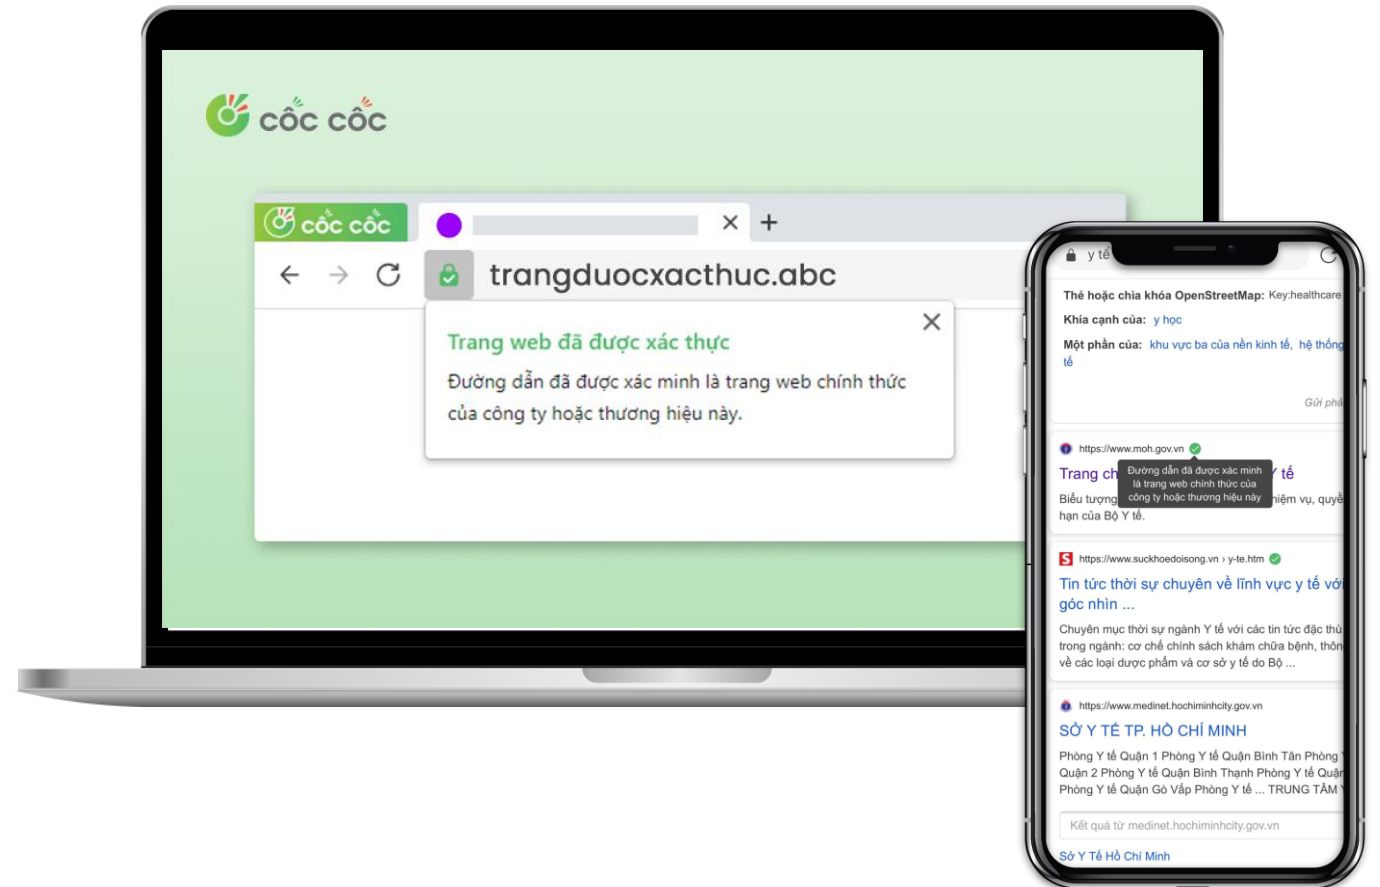 cốc cốc
cốc cốc
trangduocxacthuc.abc
Trang web đã được xác thực
Đường dẫn đã được xác minh là trang web chính thức
của công ty hoặc thương hiệu này.
y tế
Thẻ hoặc chìa khóa OpenStreetMap: Key:healthcare
Khía cạnh của: y học
Một phần của: khu vực ba của nền kinh tế, hệ thống
tế
Gửi phả
https://www.moh.gov.vn
Trang ch tế
Đường dẫn đã được xác minh
là trang web chính thức của
công ty hoặc thương hiệu này
Biểu tượng niệm vụ, quyề
hạn của Bộ Y tế.
https://www.suckhoedoisong.vn › y-te.htm
Tin tức thời sự chuyên về lĩnh vực y tế với
góc nhìn ...
Chuyên mục thời sự ngành Y tế với các tin tức đặc thù
trong ngành: cơ chế chính sách khám chữa bệnh, thôn
về các loại dược phẩm và cơ sở y tế do Bộ ...
https://www.medinet.hochiminhcity.gov.vn
SỞ Y TẾ TP. HỒ CHÍ MINH
Phòng Y tế Quận 1 Phòng Y tế Quận Bình Tân Phòng Y
Quận 2 Phòng Y tế Quận Bình Thạnh Phòng Y tế Quận
Phòng Y tế Quận Gò Vấp Phòng Y tế ... TRUNG TÂM Y
Kết quả từ medinet.hochiminhcity.gov.vn
Sở Y Tế Hồ Chí Minh